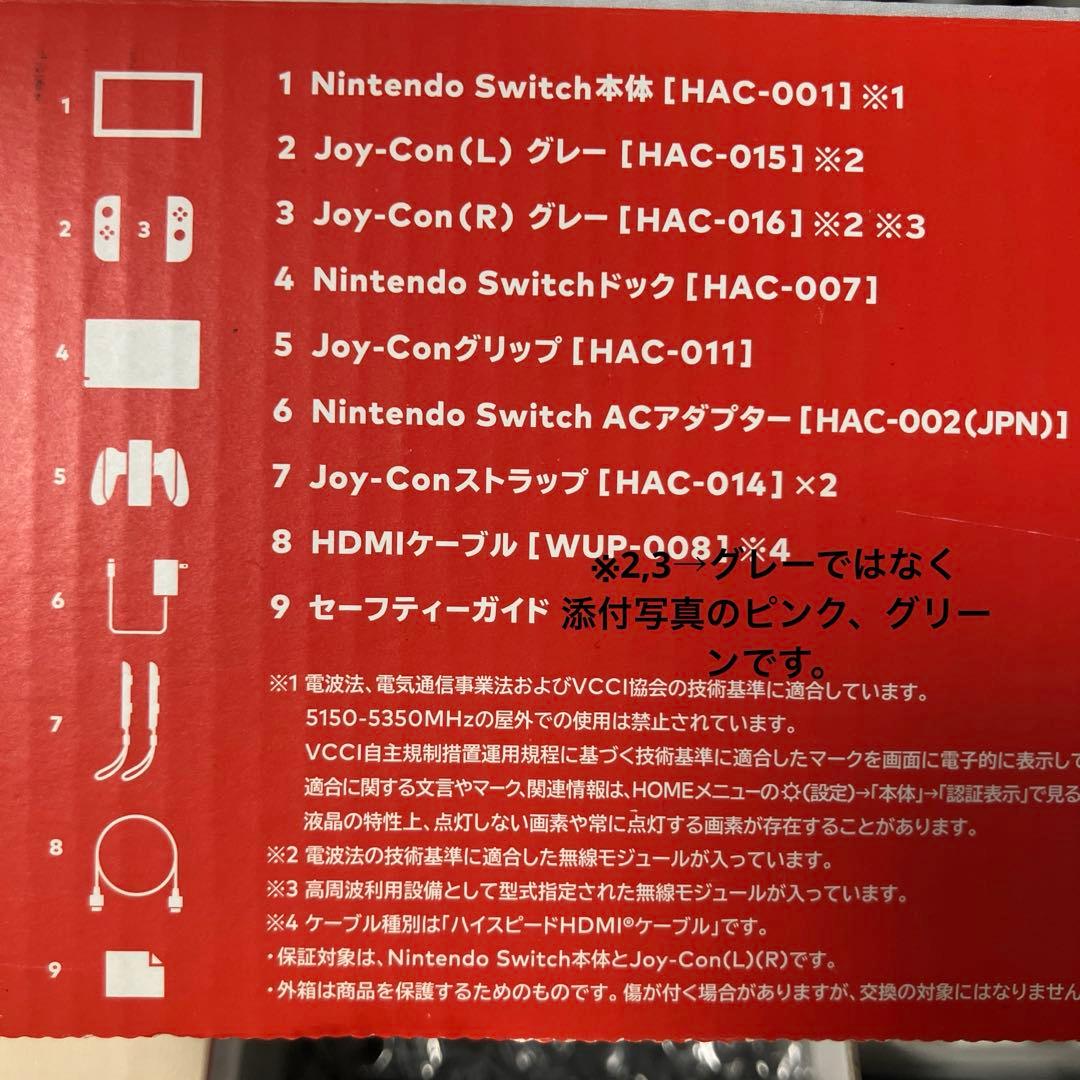 1 Nintendo Switch本体 [HAC-001] ※1
2 Joy-Con(L) グレー [HAC-015] ※2
3 Joy-Con(R) グレー [HAC-016] ※2 ※3
4 Nintendo Switchドック [HAC-007]
5 Joy-Conグリップ [HAC-011]
6 Nintendo Switch ACアダプター [HAC-002(JPN)]
7 Joy-Conストラップ [HAC-014] ×2
8 HDMIケーブル [WUP-008] ※4
9 セーフティーガイド
※2,3→グレーではなく
添付写真のピンク、グリー
ンです。
※1 電波法、電気通信事業法およびVCCI協会の技術基準に適合しています。
5150-5350MHzの屋外での使用は禁止されています。
VCCI自主規制措置運用規程に基づく技術基準に適合したマークを画面に電子的に表示して
適合に関する文言やマーク、関連情報は、HOMEメニューの(設定)→「本体」→「認証表示」で見る
液晶の特性上、点灯しない画素や常に点灯する画素が存在することがあります。
※2 電波法の技術基準に適合した無線モジュールが入っています。
※3 高周波利用設備として型式指定された無線モジュールが入っています。
※4 ケーブル種別は「ハイスピードHDMI®ケーブル」です。
・保証対象は、Nintendo Switch本体とJoy-Con(L)(R)です。
・外箱は商品を保護するためのものです。傷が付く場合がありますが、交換の対象にはなりません
1
2
3
4
5
6
7
8
9